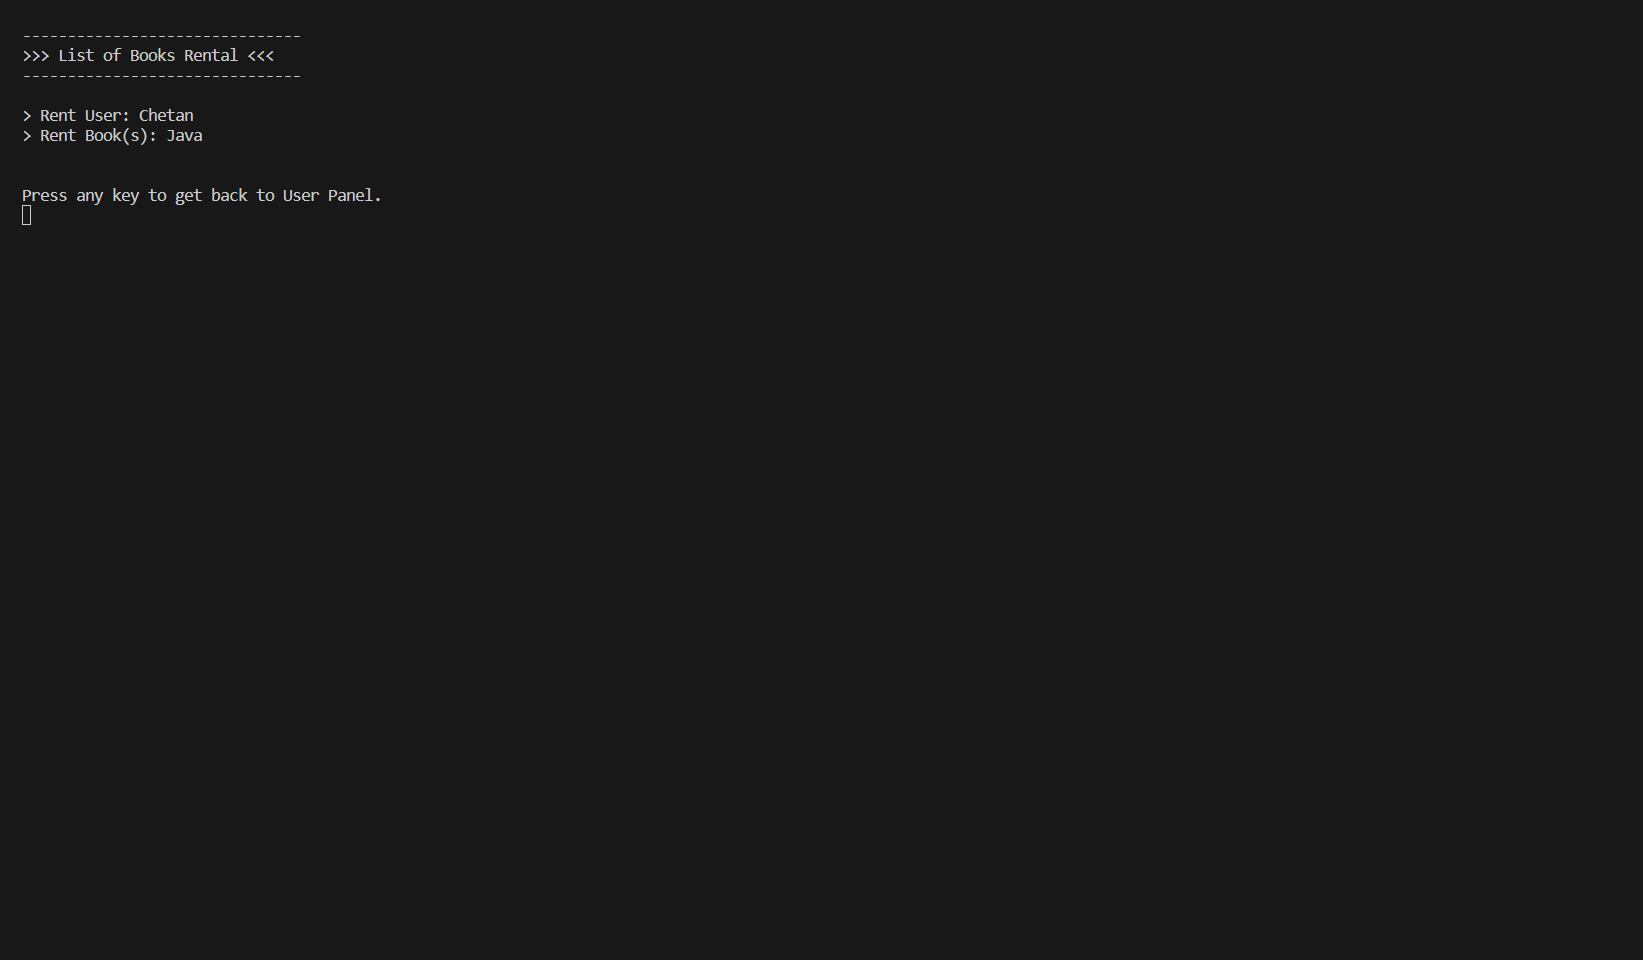 -------------------------------
>>> List of Books Rental <<<
-------------------------------
> Rent User: Chetan
> Rent Book(s): Java
Press any key to get back to User Panel.